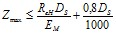 Z_max ≤ R_eH D_S / E_M + 0,8 D_S / 1000